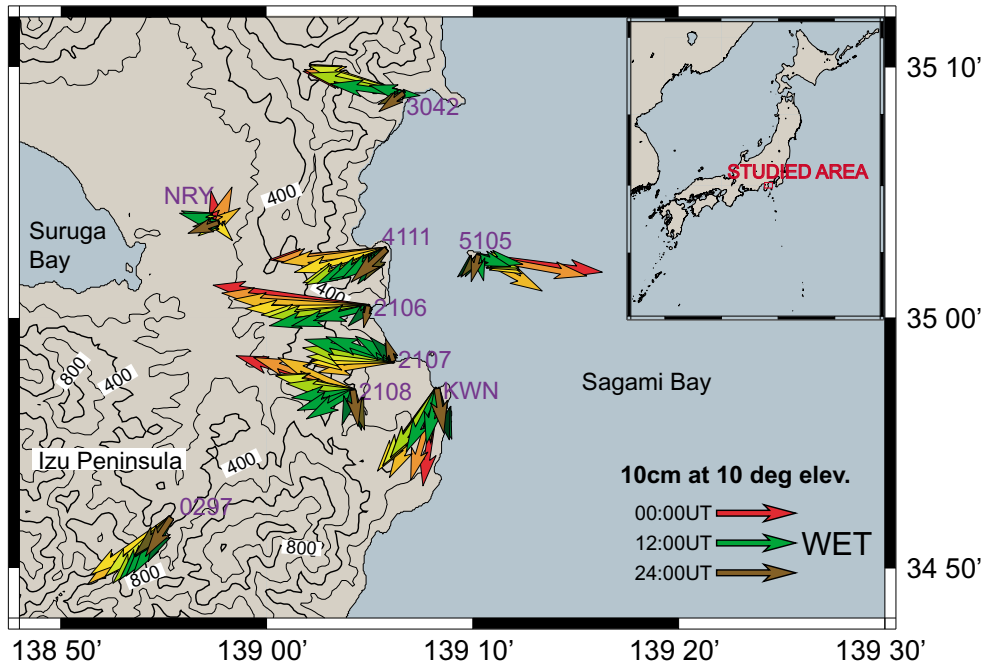 35 10'
3042
400
STUDIED AREA
NRY
Suruga
Bay
4111
5105
400
2106
35 00'
800
400
2107
2108
KWN
Sagami Bay
Izu Peninsula
400
10cm at 10 deg elev.
0297
00:00UT
12:00UT
WET
24:00UT
800
800
34 50'
138 50'
139 00'
139 10'
139 20'
139 30'